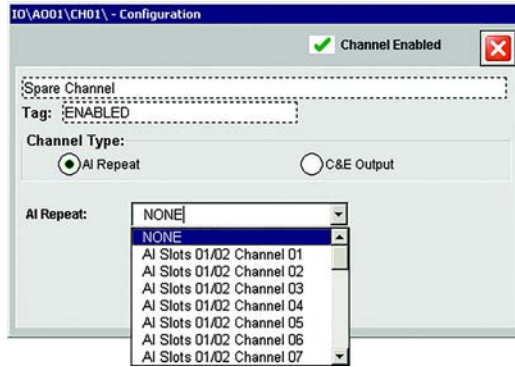 IO\AO01\CH01\ - Configuration
Channel Enabled
Spare Channel
Tag: ENABLED
Channel Type:
AI Repeat C&E Output
AI Repeat: NONE
NONE
AI Slots 01/02 Channel 01
AI Slots 01/02 Channel 02
AI Slots 01/02 Channel 03
AI Slots 01/02 Channel 04
AI Slots 01/02 Channel 05
AI Slots 01/02 Channel 06
AI Slots 01/02 Channel 07